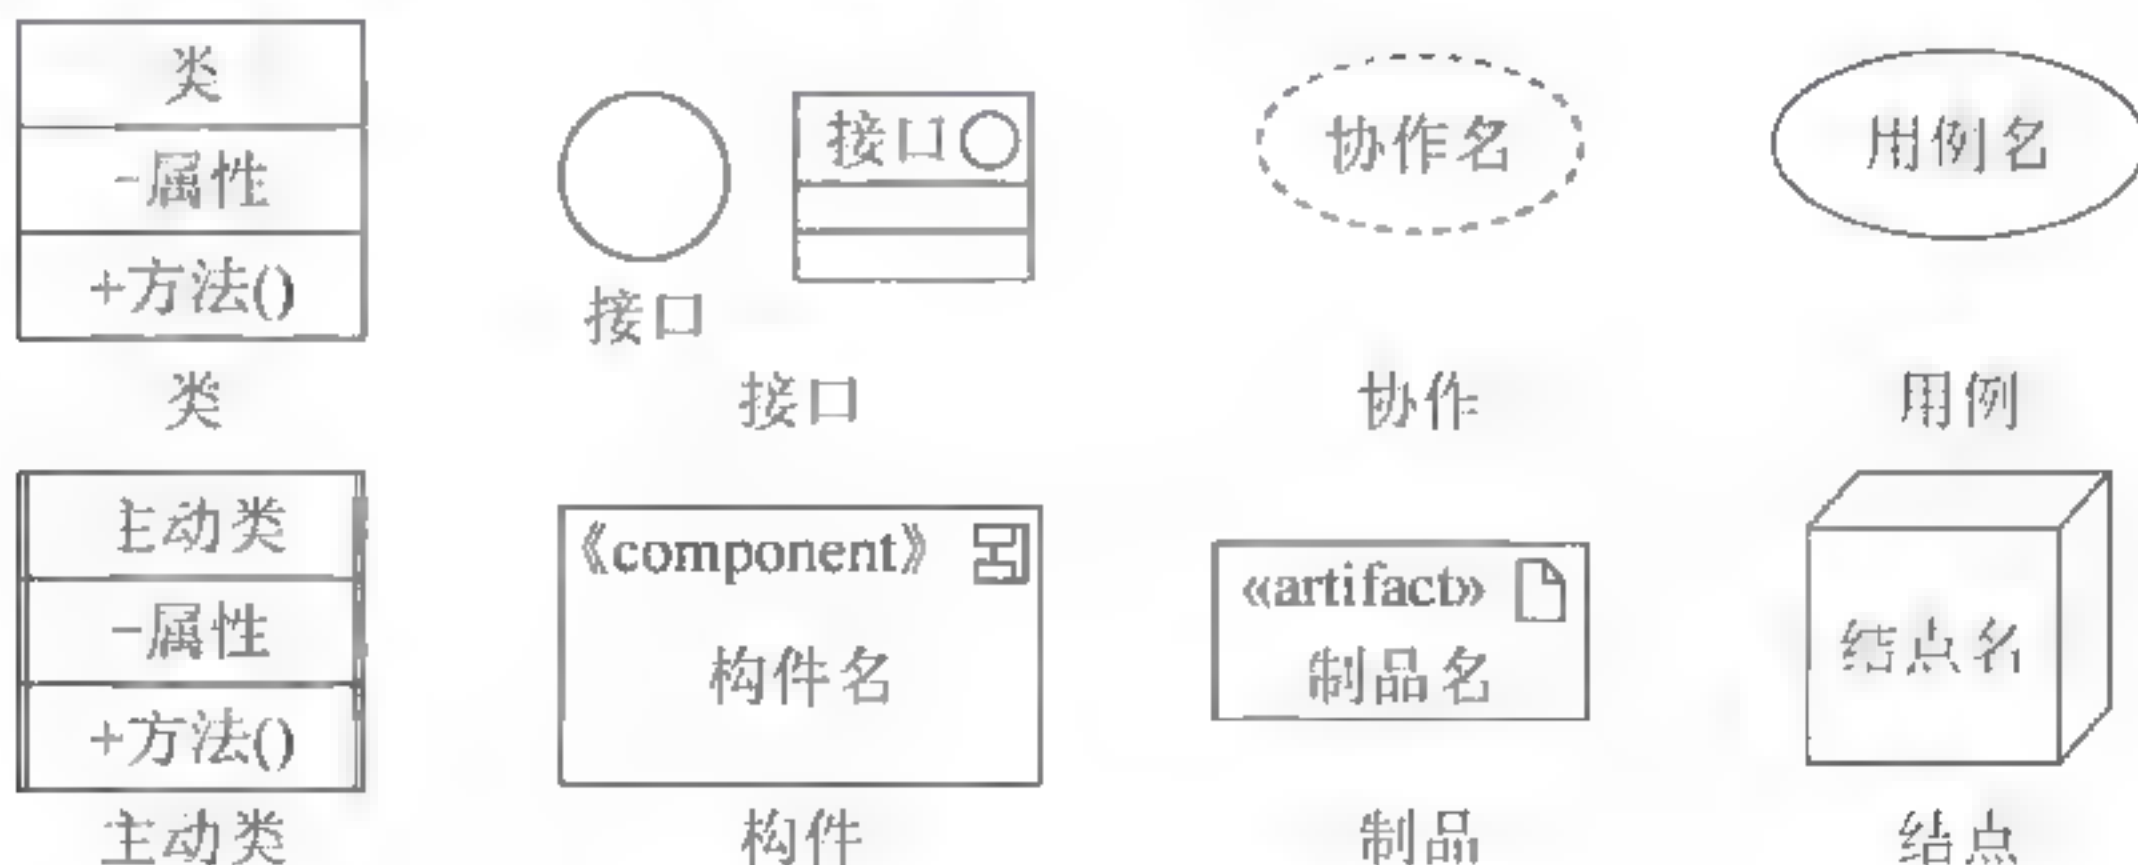 类
-属性
+方法()
类
接口
接口
接口
协作名
协作
用例名
用例
主动类
-属性
+方法()
主动类
《component》
构件名
构件
«artifact»
制品名
制品
结点名
结点